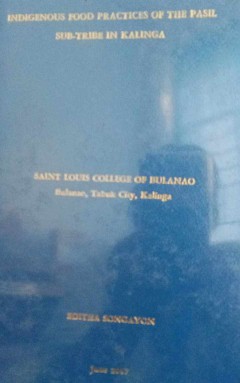 INDIGENOUS FOOD PRACTICES OF THE PASIL
SUB-TRIBE IN KALINGA
SAINT LOUIS COLLEGE OF BULANAO
Bulanao, Tabuk City, Kalinga
EDITHA SONGAYON
June 2017